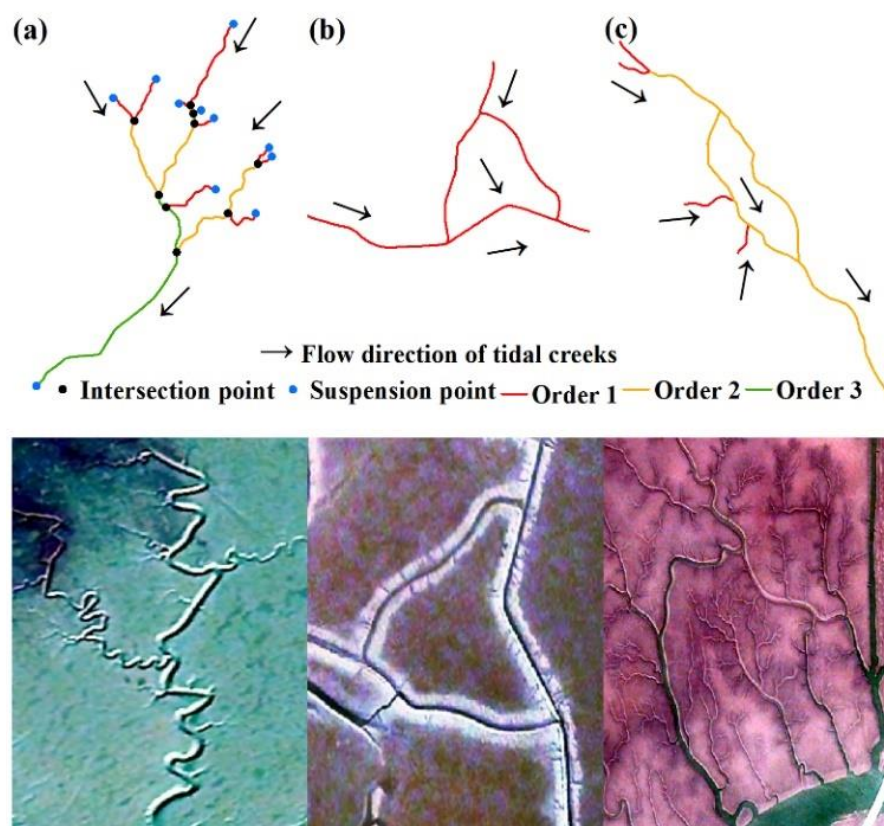 (a)
(b)
(c)
Flow direction of tidal creeks
Intersection point Suspension point Order 1 Order 2 Order 3